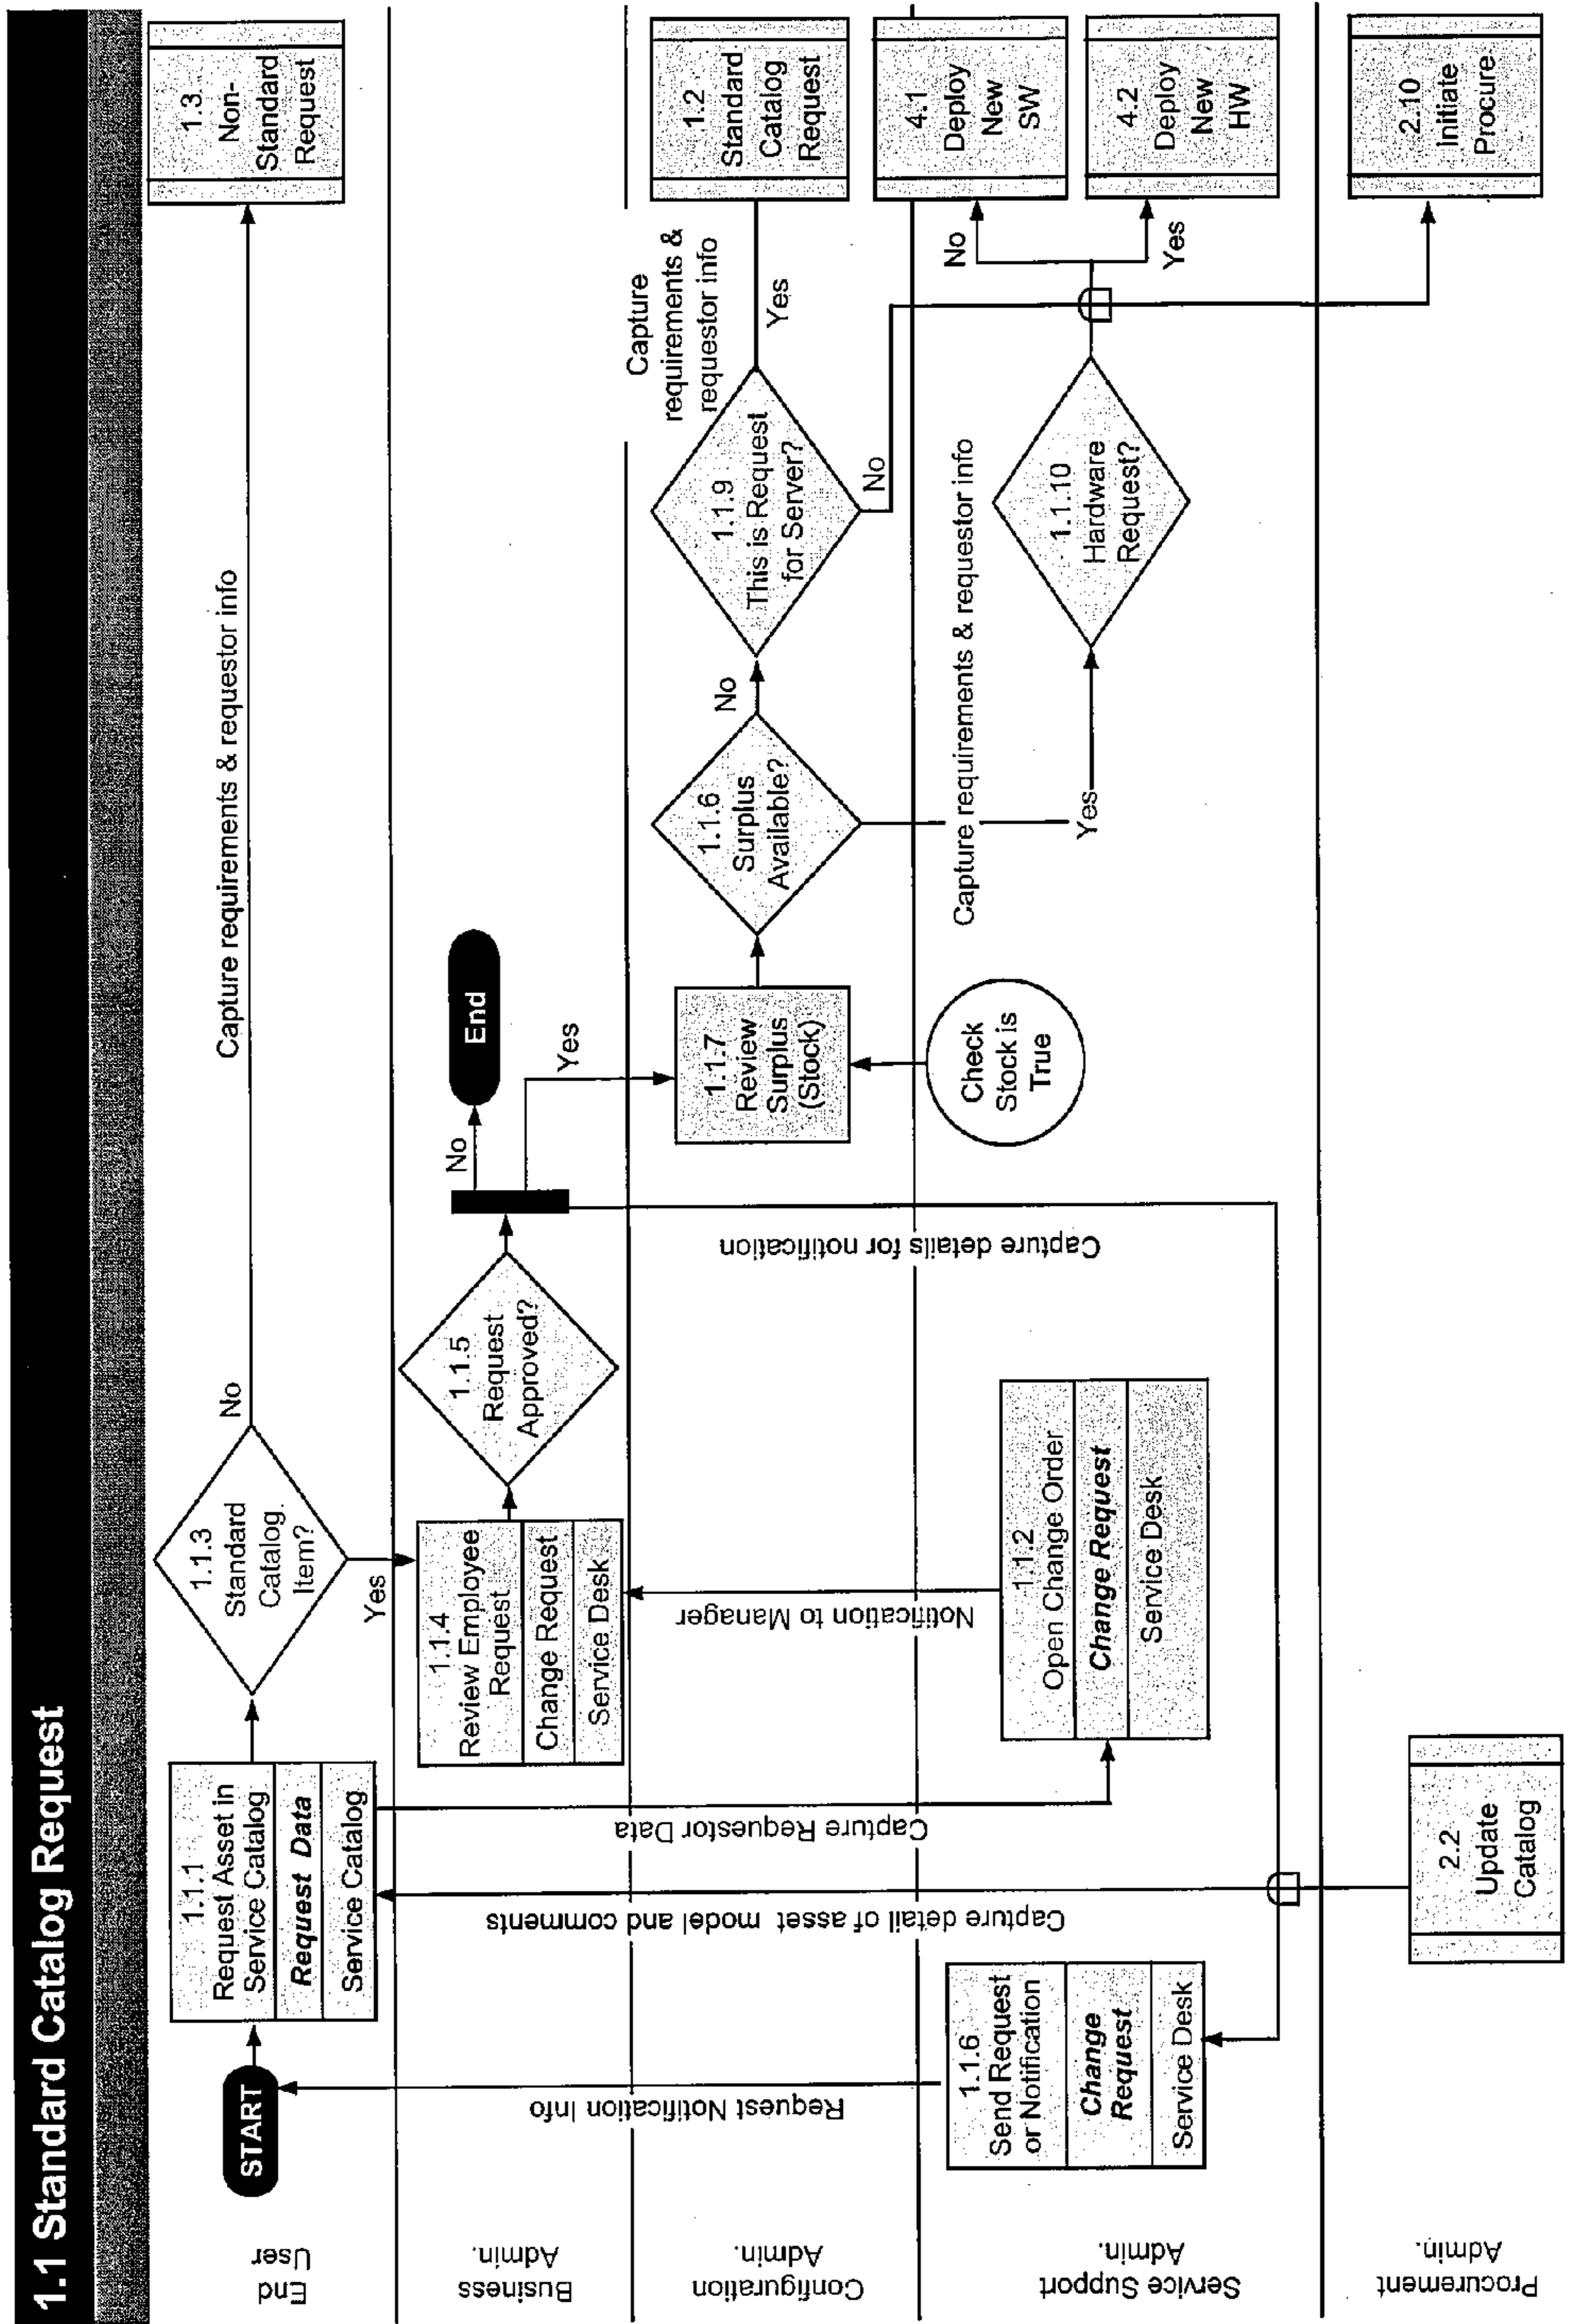 1.1 Standard Catalog Request
End
User
START
1.1.1
Request Asset in
Service Catalog
Request Data
Service Catalog
1.1.3
Standard
Catalog
Item?
No
Yes
Capture requirements & requestor info
1.3
Non-
Standard
Request
Business
Admin.
1.1.4
Review Employee
Request
Change Request
Service Desk
1.1.5
Request
Approved?
No
End
Yes
Configuration
Admin.
Request Notification Info
Capture detail of asset model and comments
Capture Requestor Data
Notification to Manager
Capture details for notification
1.1.7
Review
Surplus
(Stock)
1.1.6
Surplus
Available?
No
1.1.9
This is Request
for Server?
No
Yes
Capture
requirements &
requestor info
1.2
Standard
Catalog
Request
Service Support
Admin.
1.1.6
Send Request
or Notification
Change
Request
Service Desk
1.1.2
Open Change Order
Change Request
Service Desk
Check
Stock is
True
Capture requirements & requestor info
Yes
1.1.10
Hardware
Request?
No
Yes
4.1
Deploy
New
SW
4.2
Deploy
New
HW
Procurement
Admin.
2.2
Update
Catalog
2.10
Initiate
Procure.